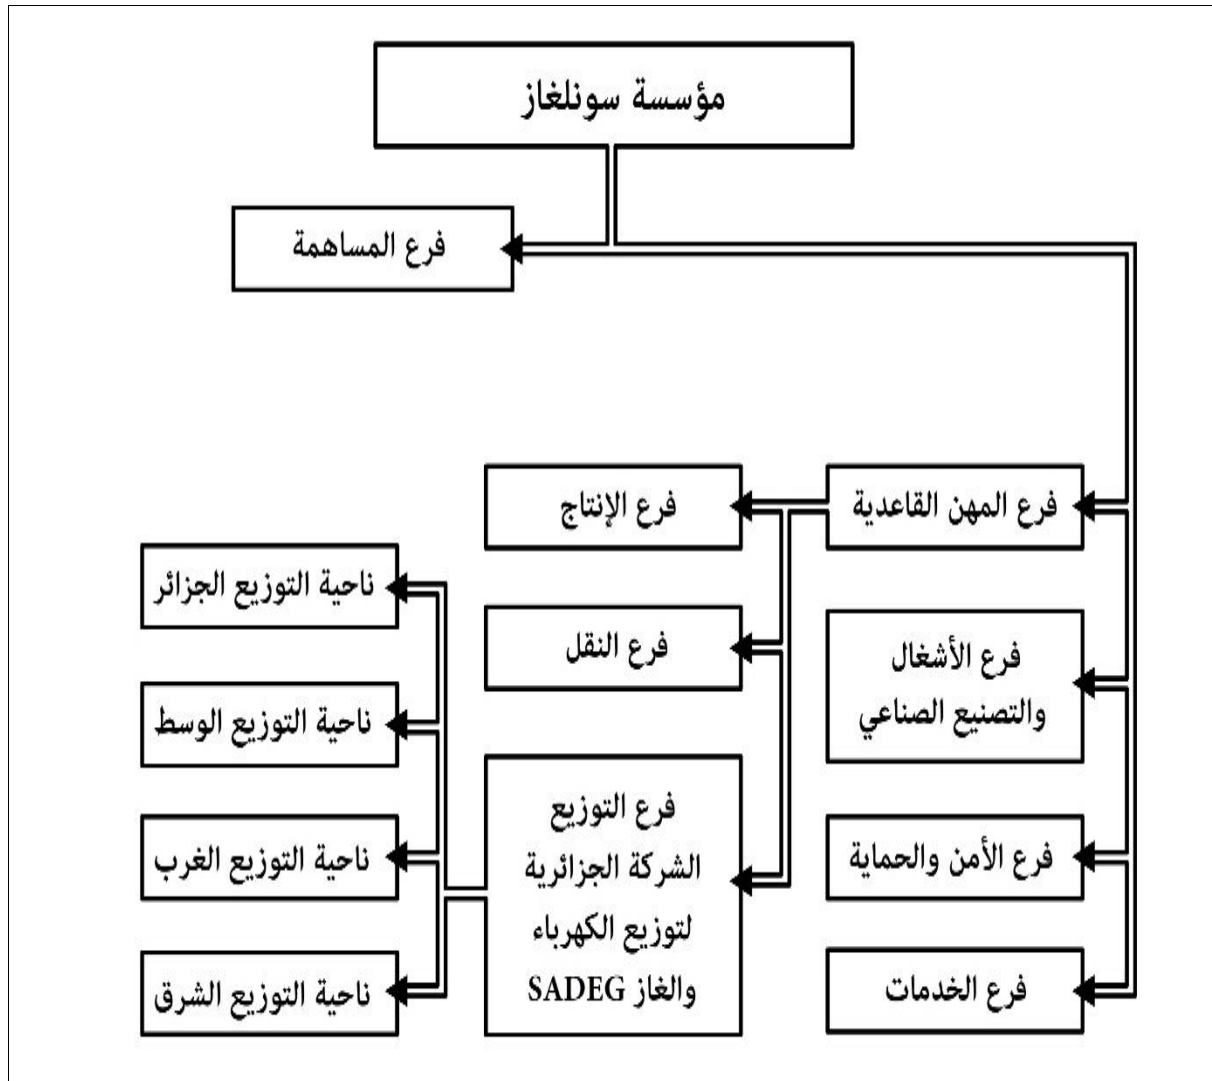 مؤسسة سونلغاز
فرع المساهمة
فرع المهن القاعدية
فرع الأشغال
والتصنيع الصناعي
فرع الأمن والحماية
فرع الخدمات
فرع الإنتاج
فرع النقل
فرع التوزيع
الشركة الجزائرية
لتوزيع الكهرباء
والغاز SADEG
ناحية التوزيع الجزائر
ناحية التوزيع الوسط
ناحية التوزيع الغرب
ناحية التوزيع الشرق